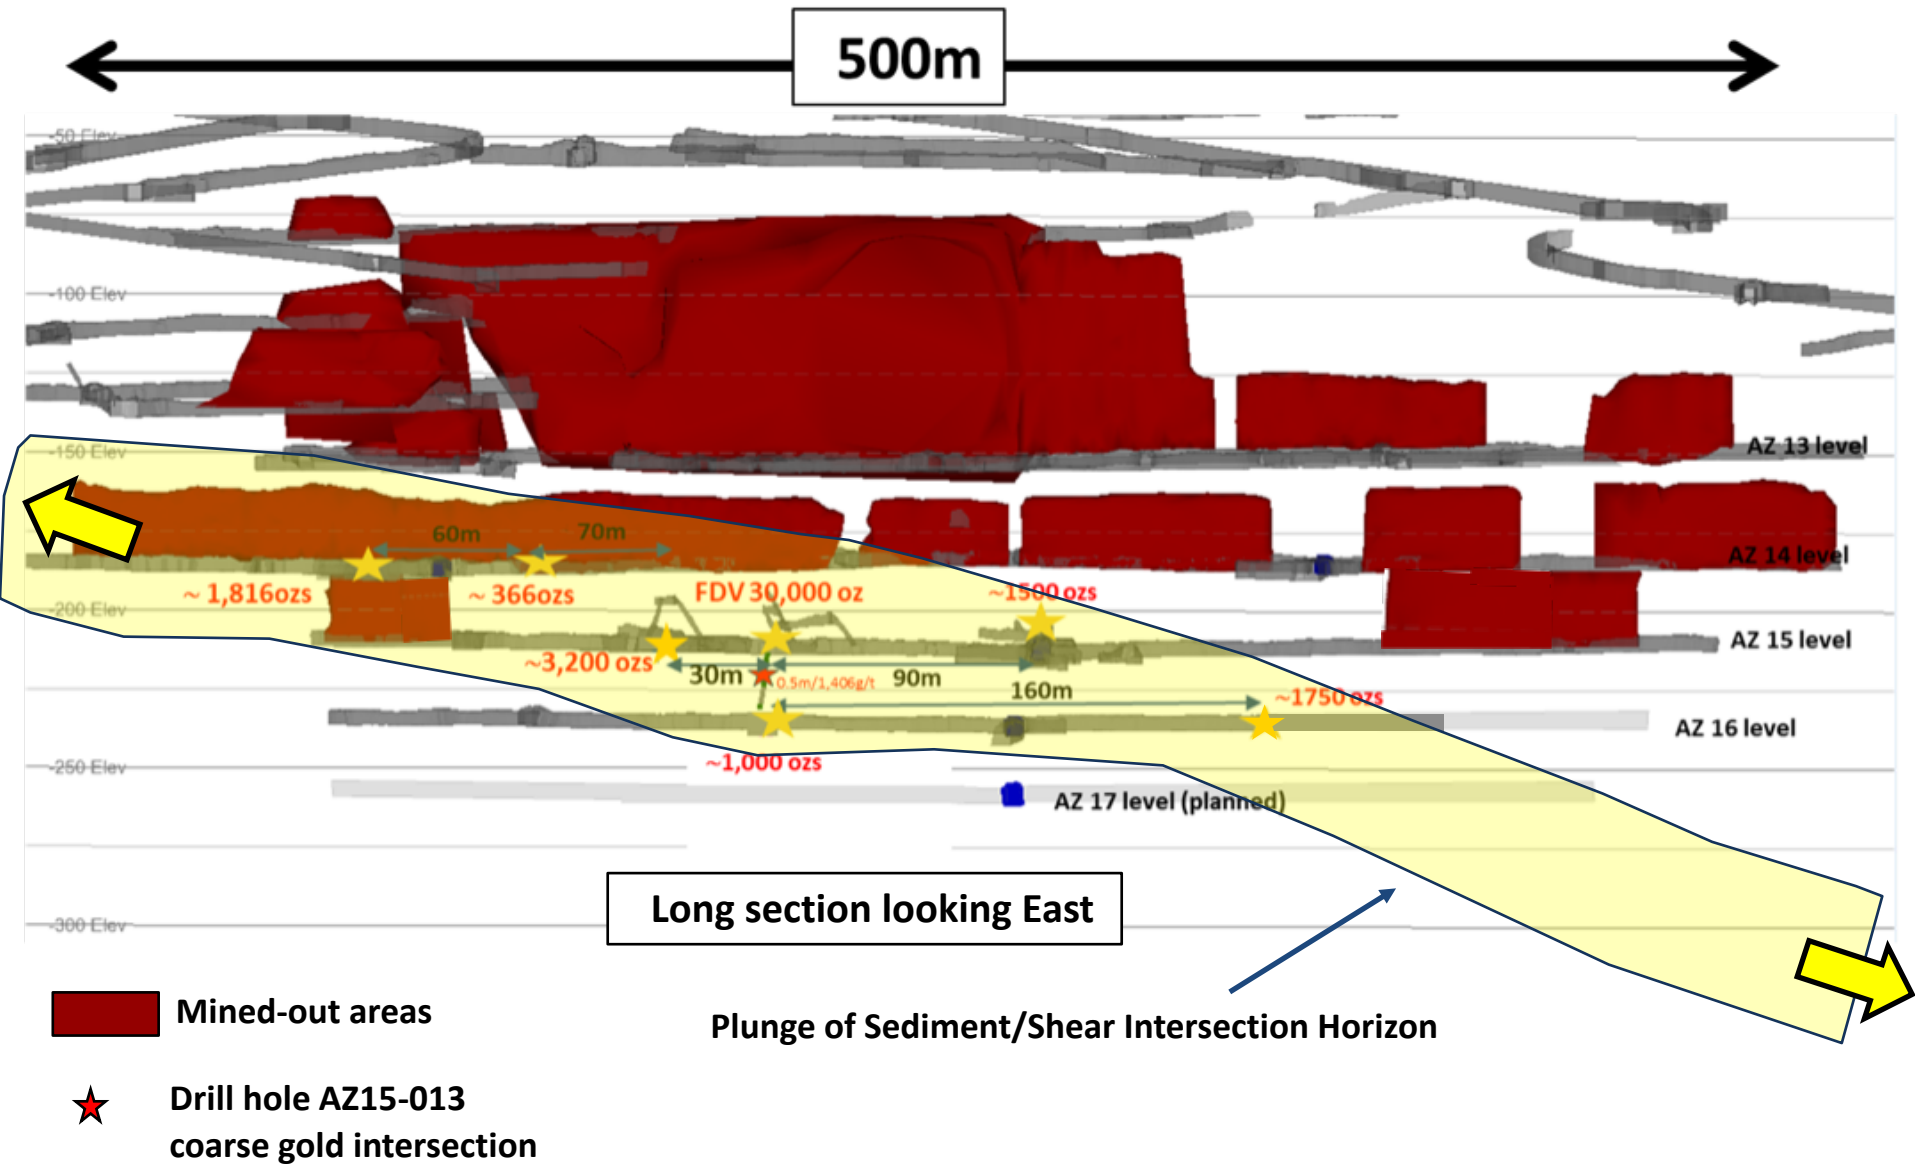 500m
-50 Elev
-100 Elev
AZ 13 level
-150 Elev
60m
70m
AZ 14 level
~ 1,816ozs
~ 366ozs
FDV 30,000 oz
~1500 ozs
-200 Elev
AZ 15 level
~3,200 ozs
30m
0.5m/1,406g/t
90m
160m
~1750 ozs
AZ 16 level
~1,000 ozs
-250 Elev
AZ 17 level (planned)
Long section looking East
-300 Elev
Mined-out areas
Plunge of Sediment/Shear Intersection Horizon
Drill hole AZ15-013
coarse gold intersection